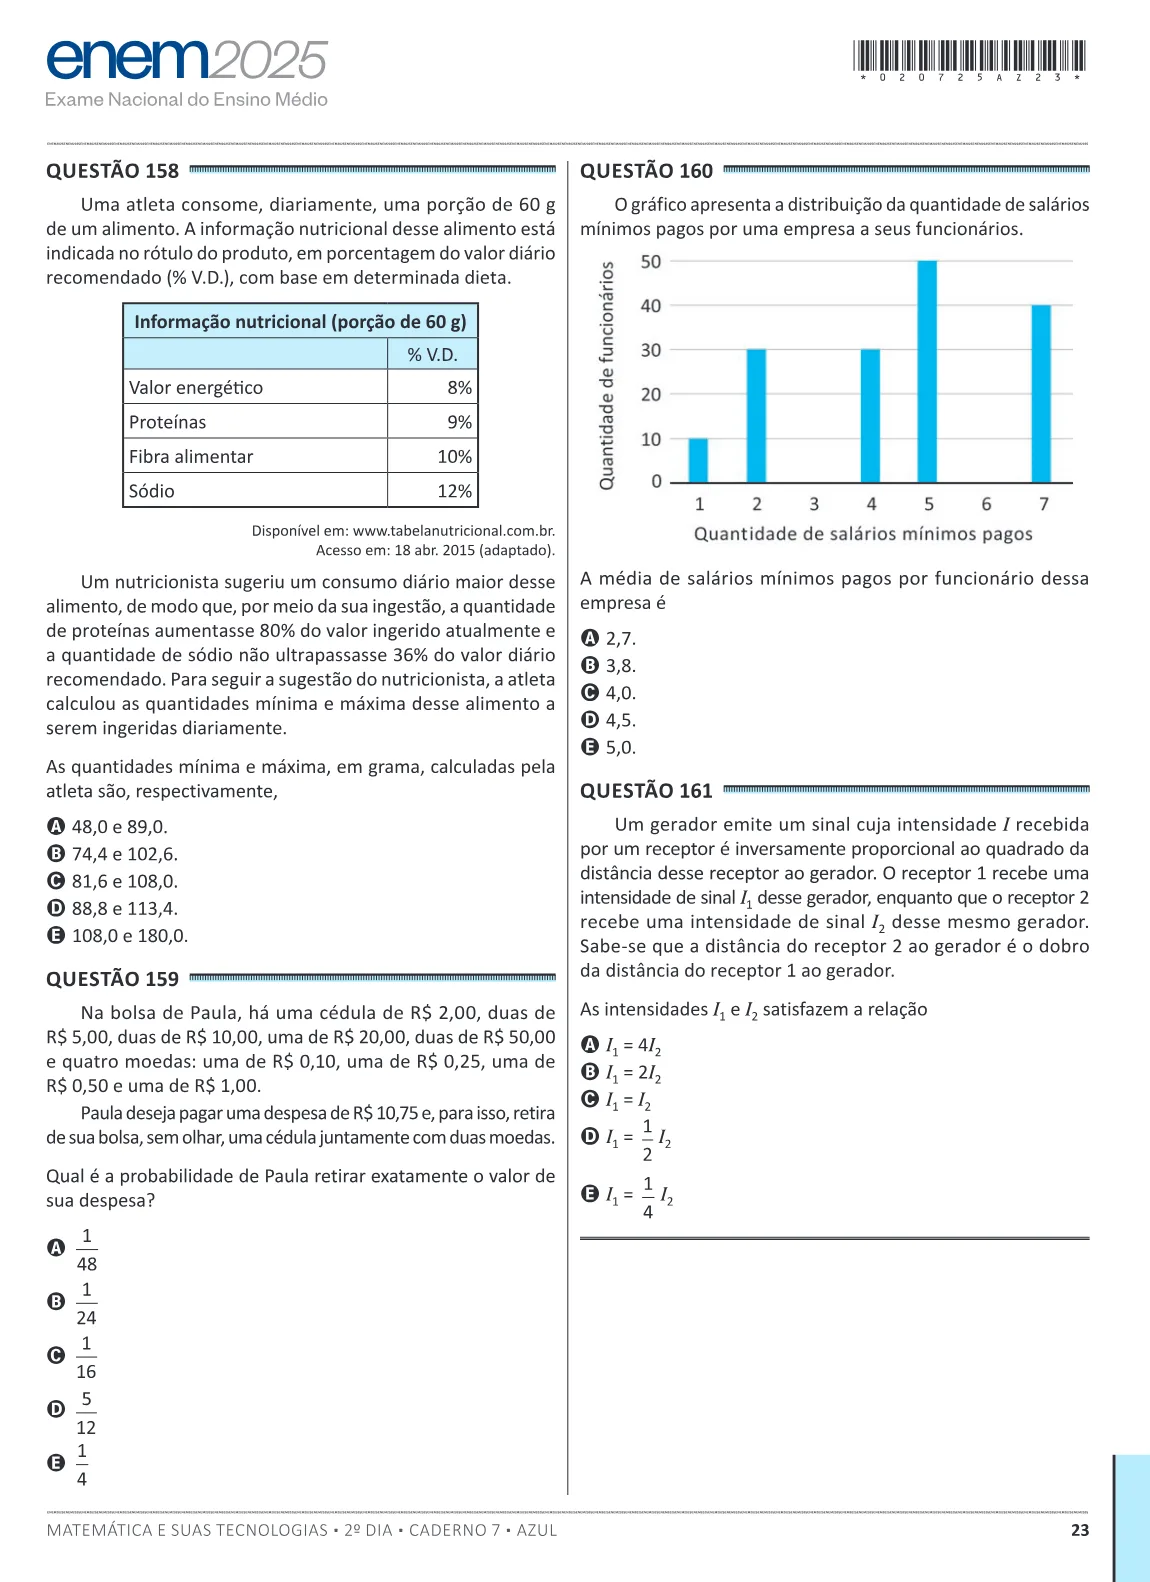 enem2025
Exame Nacional do Ensino Médio
*020725AZ23*
QUESTÃO 158
Uma atleta consome, diariamente, uma porção de 60 g
de um alimento. A informação nutricional desse alimento está
indicada no rótulo do produto, em porcentagem do valor diário
recomendado (% V.D.), com base em determinada dieta.
Informação nutricional (porção de 60 g)
% V.D.
Valor energético 8%
Proteínas 9%
Fibra alimentar 10%
Sódio 12%
Disponível em: www.tabelanutricional.com.br.
Acesso em: 18 abr. 2015 (adaptado).
Um nutricionista sugeriu um consumo diário maior desse
alimento, de modo que, por meio da sua ingestão, a quantidade
de proteínas aumentasse 80% do valor ingerido atualmente e
a quantidade de sódio não ultrapassasse 36% do valor diário
recomendado. Para seguir a sugestão do nutricionista, a atleta
calculou as quantidades mínima e máxima desse alimento a
serem ingeridas diariamente.
As quantidades mínima e máxima, em grama, calculadas pela
atleta são, respectivamente,
A 48,0 e 89,0.
B 74,4 e 102,6.
C 81,6 e 108,0.
D 88,8 e 113,4.
E 108,0 e 180,0.
QUESTÃO 159
Na bolsa de Paula, há uma cédula de R$ 2,00, duas de
R$ 5,00, duas de R$ 10,00, uma de R$ 20,00, duas de R$ 50,00
e quatro moedas: uma de R$ 0,10, uma de R$ 0,25, uma de
R$ 0,50 e uma de R$ 1,00.
Paula deseja pagar uma despesa de R$ 10,75 e, para isso, retira
de sua bolsa, sem olhar, uma cédula juntamente com duas moedas.
Qual é a probabilidade de Paula retirar exatamente o valor de
sua despesa?
A 1/48
B 1/24
C 1/16
D 5/12
E 1/4
QUESTÃO 160
O gráfico apresenta a distribuição da quantidade de salários
mínimos pagos por uma empresa a seus funcionários.
Quantidade de funcionários
50
40
30
20
10
0
1 2 3 4 5 6 7
Quantidade de salários mínimos pagos
A média de salários mínimos pagos por funcionário dessa
empresa é
A 2,7.
B 3,8.
C 4,0.
D 4,5.
E 5,0.
QUESTÃO 161
Um gerador emite um sinal cuja intensidade I recebida
por um receptor é inversamente proporcional ao quadrado da
distância desse receptor ao gerador. O receptor 1 recebe uma
intensidade de sinal I₁ desse gerador, enquanto que o receptor 2
recebe uma intensidade de sinal I₂ desse mesmo gerador.
Sabe-se que a distância do receptor 2 ao gerador é o dobro
da distância do receptor 1 ao gerador.
As intensidades I₁ e I₂ satisfazem a relação
A I₁ = 4I₂
B I₁ = 2I₂
C I₁ = I₂
D I₁ = 1/2 I₂
E I₁ = 1/4 I₂
MATEMÁTICA E SUAS TECNOLOGIAS • 2º DIA • CADERNO 7 • AZUL
23